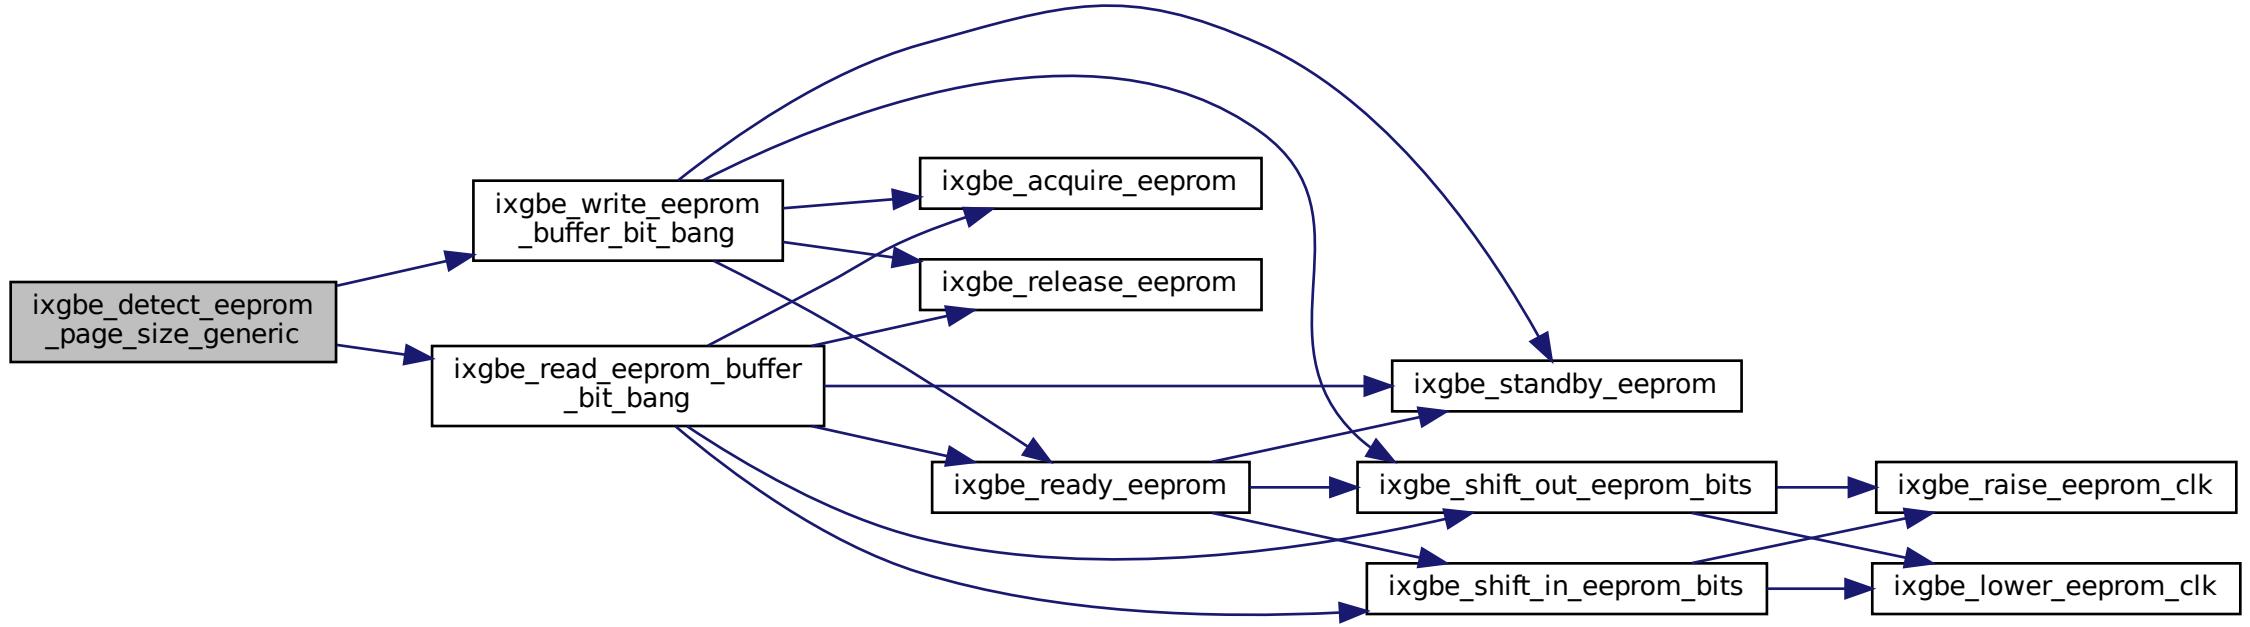 ixgbe_detect_eeprom
_page_size_generic
ixgbe_write_eeprom
_buffer_bit_bang
ixgbe_read_eeprom_buffer
_bit_bang
ixgbe_acquire_eeprom
ixgbe_release_eeprom
ixgbe_ready_eeprom
ixgbe_standby_eeprom
ixgbe_shift_out_eeprom_bits
ixgbe_shift_in_eeprom_bits
ixgbe_raise_eeprom_clk
ixgbe_lower_eeprom_clk